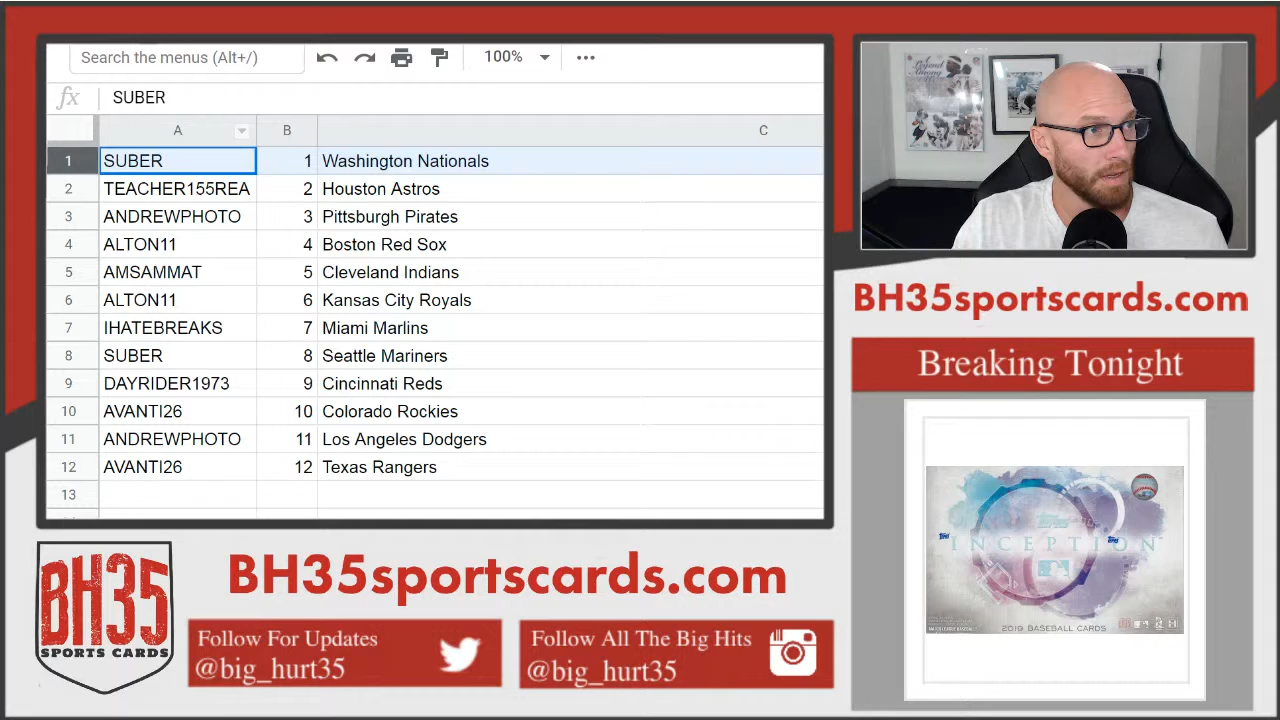 Search the menus (Alt+/)
100%
fx SUBER
A B C
1 SUBER 1 Washington Nationals
2 TEACHER155REA 2 Houston Astros
3 ANDREWPHOTO 3 Pittsburgh Pirates
4 ALTON11 4 Boston Red Sox
5 AMSAMMAT 5 Cleveland Indians
6 ALTON11 6 Kansas City Royals
7 IHATEBREAKS 7 Miami Marlins
8 SUBER 8 Seattle Mariners
9 DAYRIDER1973 9 Cincinnati Reds
10 AVANTI26 10 Colorado Rockies
11 ANDREWPHOTO 11 Los Angeles Dodgers
12 AVANTI26 12 Texas Rangers
13
BH35sportscards.com
Breaking Tonight
Topps
INCEPTION
2019 BASEBALL CARDS
BH35
SPORTS CARDS
BH35sportscards.com
Follow For Updates
@big_hurt35
Follow All The Big Hits
@big_hurt35